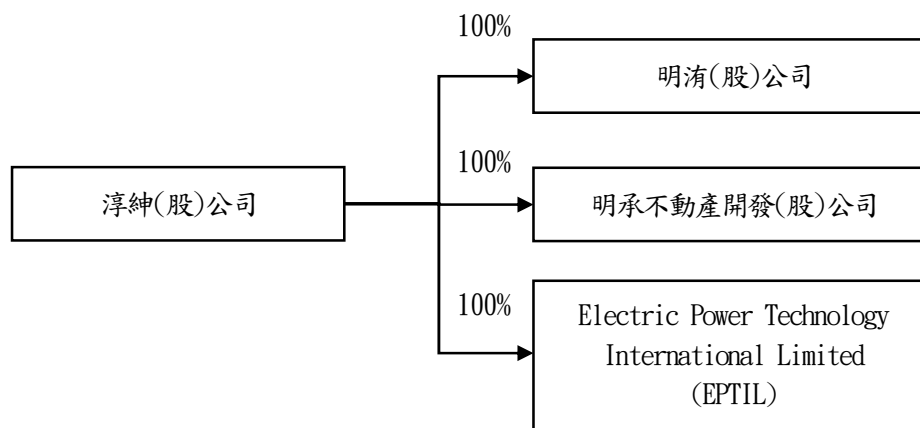 100%
明洧(股)公司
100%
淳紳(股)公司
明承不動產開發(股)公司
100%
Electric Power Technology
International Limited
(EPTIL)